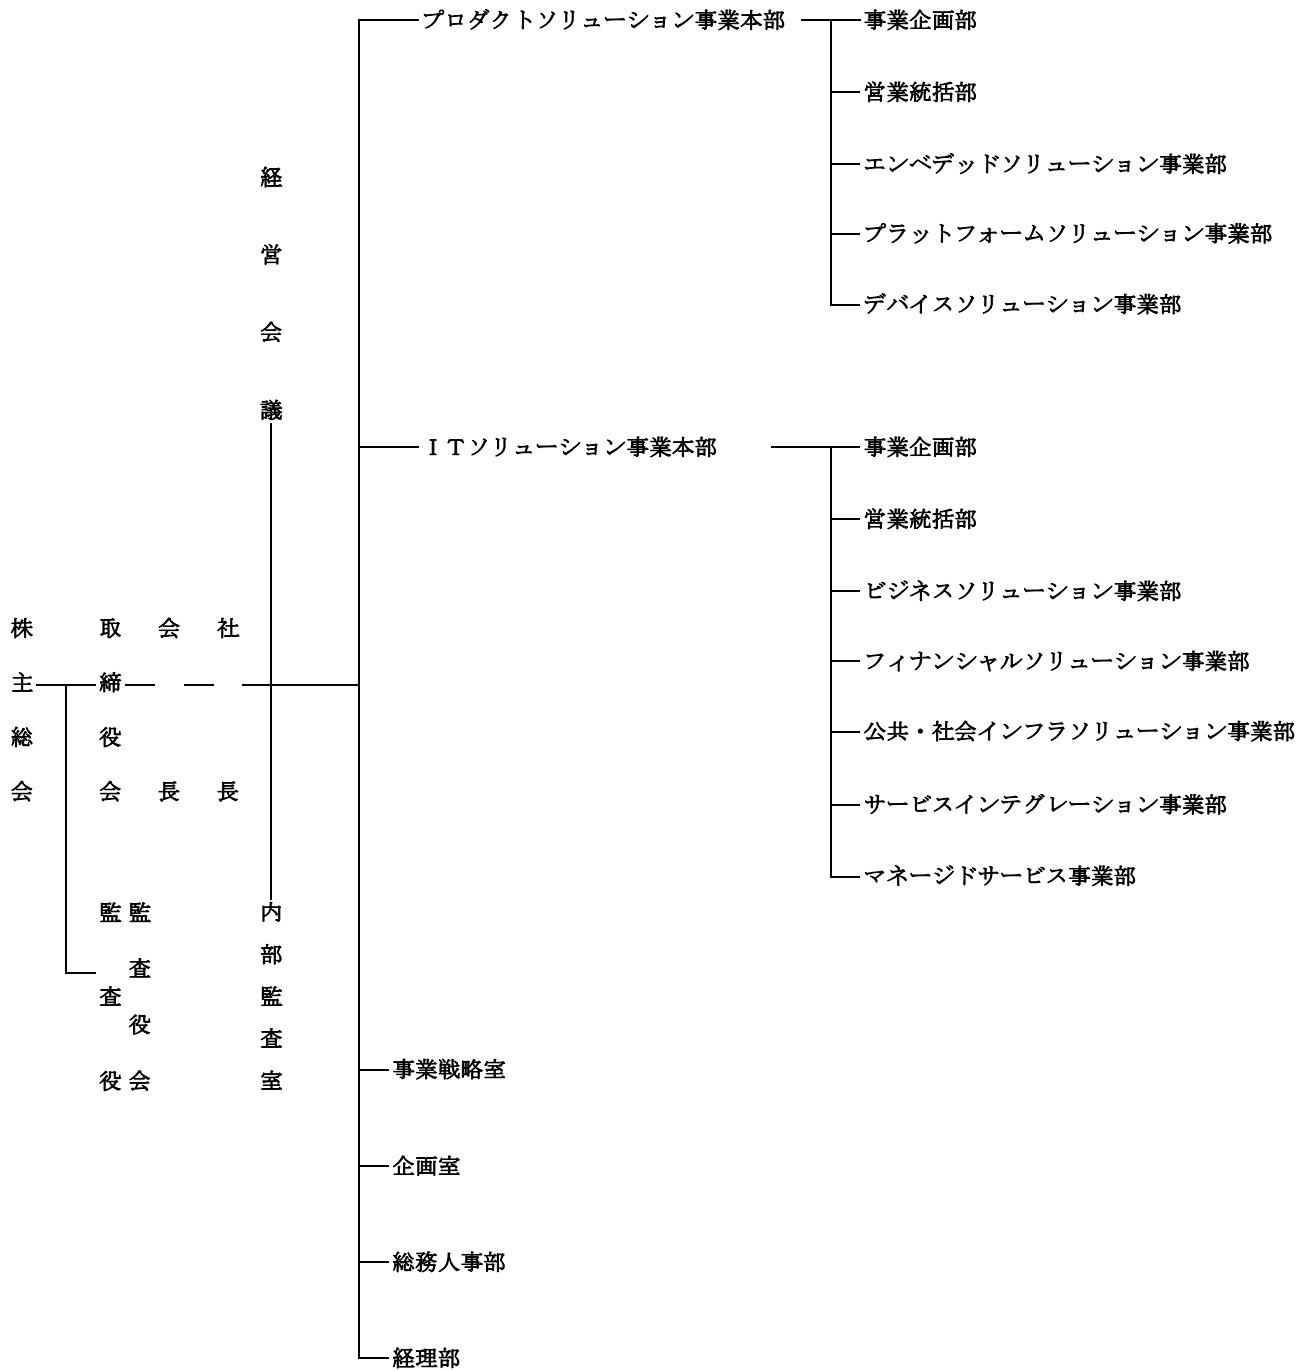 株主総会
取締役会
会長
社長
監査役
監査役会
経営会議
内部監査室
プロダクトソリューション事業本部
事業企画部
営業統括部
エンベデッドソリューション事業部
プラットフォームソリューション事業部
デバイスソリューション事業部
ＩＴソリューション事業本部
事業企画部
営業統括部
ビジネスソリューション事業部
フィナンシャルソリューション事業部
公共・社会インフラソリューション事業部
サービスインテグレーション事業部
マネージドサービス事業部
事業戦略室
企画室
総務人事部
経理部